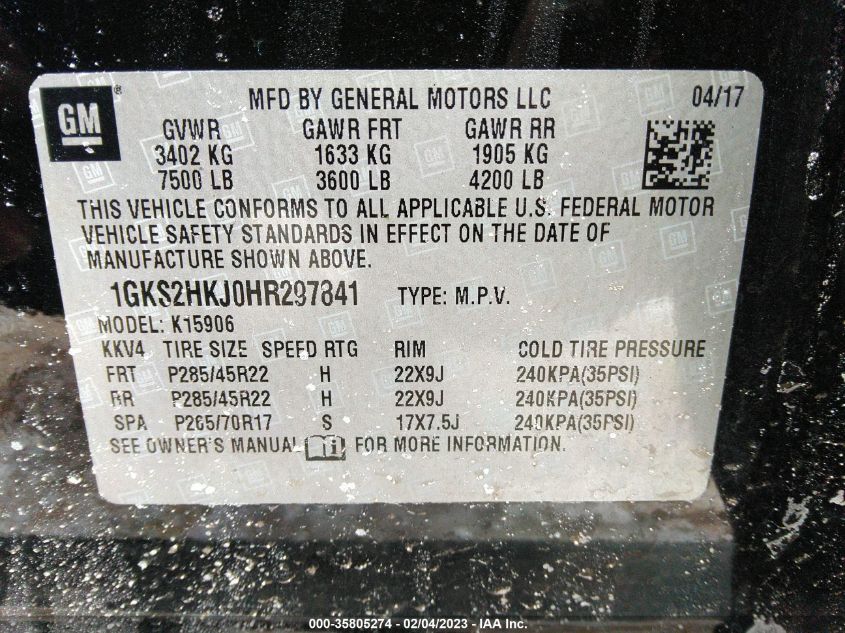 GM® MFD BY GENERAL MOTORS LLC 04/17
GVWR GAWR FRT GAWR RR
3402 KG 1633 KG 1905 KG
7500 LB 3600 LB 4200 LB
THIS VEHICLE CONFORMS TO ALL APPLICABLE U.S. FEDERAL MOTOR
VEHICLE SAFETY STANDARDS IN EFFECT ON THE DATE OF
MANUFACTURE SHOWN ABOVE.
1GKS2HKJ0HR297841 TYPE: M.P.V.
MODEL: K15906
KKV4 TIRE SIZE SPEED RTG RIM COLD TIRE PRESSURE
FRT P285/45R22 H 22X9J 240KPA(35PSI)
RR P285/45R22 H 22X9J 240KPA(35PSI)
SPA P265/70R17 S 17X7.5J 240KPA(35PSI)
SEE OWNER'S MANUAL FOR MORE INFORMATION.
000-35805274 - 02/04/2023 - IAA Inc.